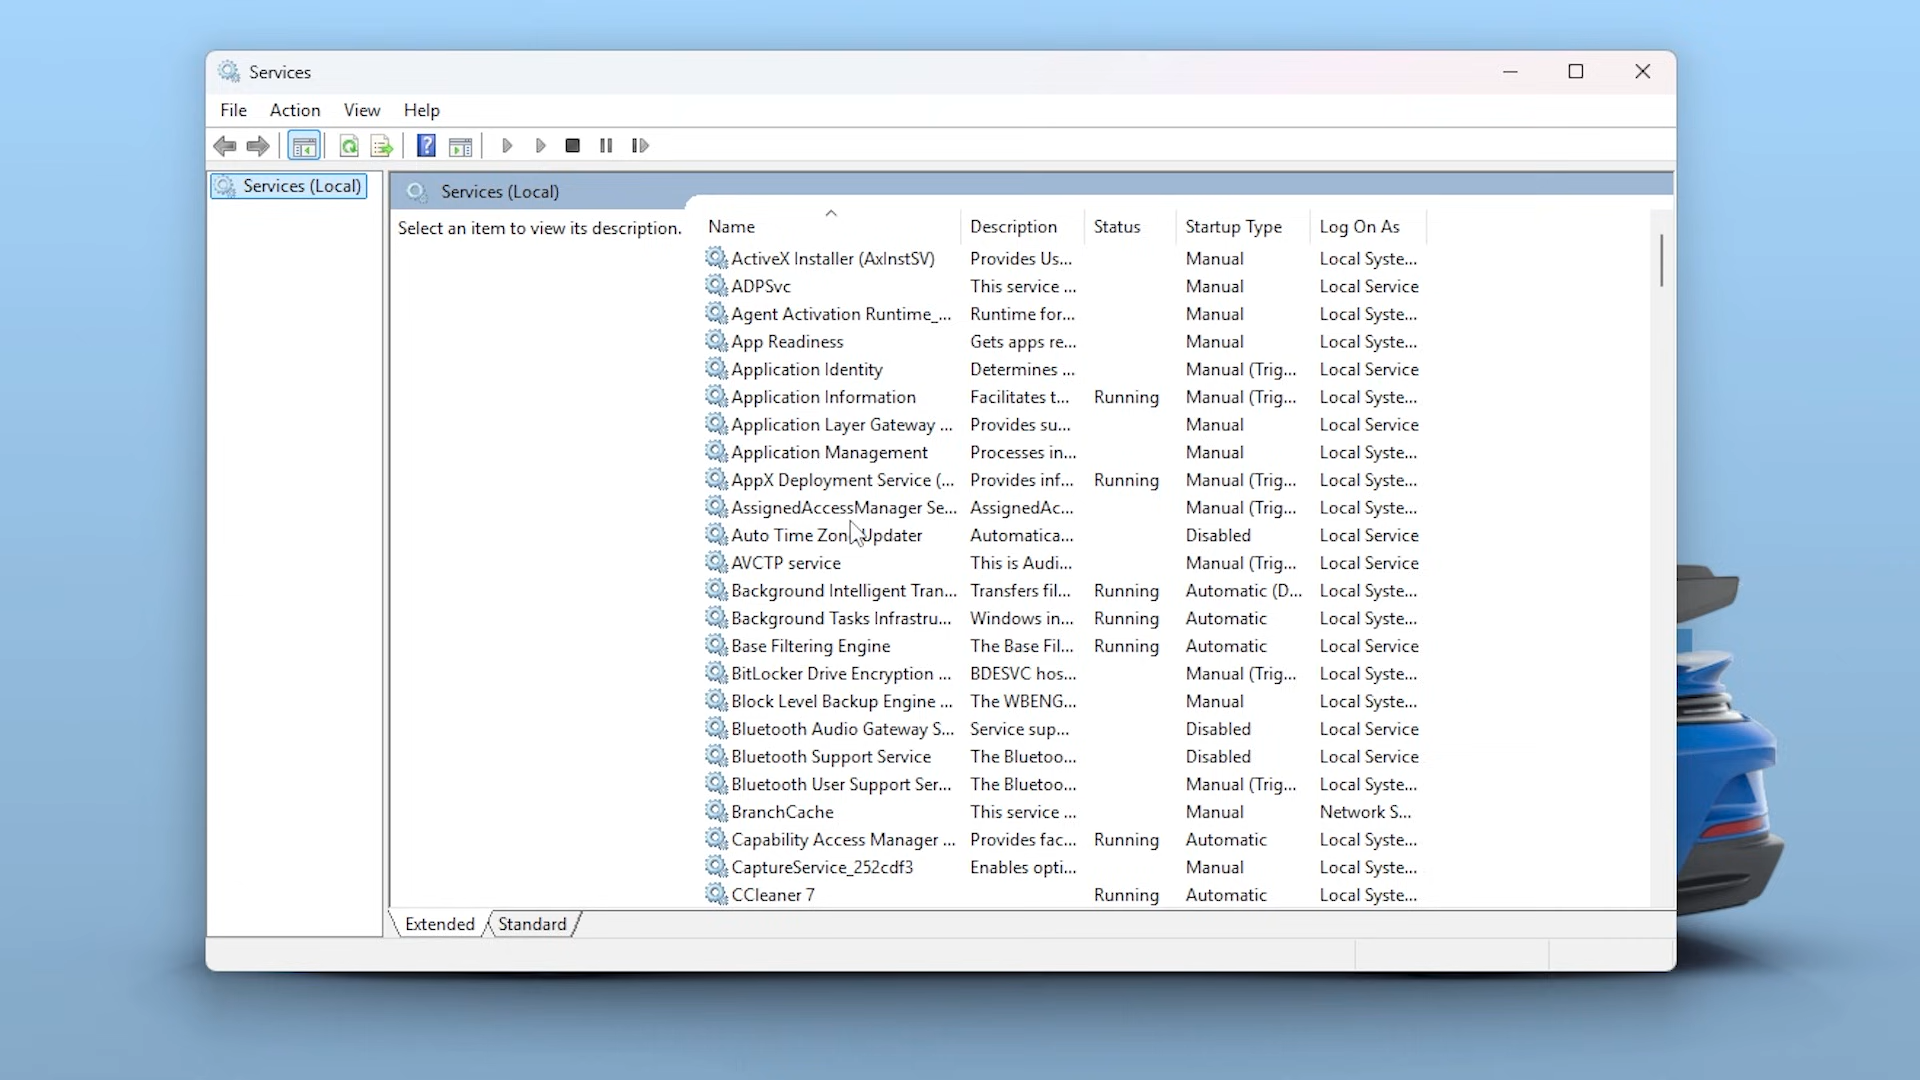 Services
File Action View Help
Services (Local)
Services (Local)
Select an item to view its description.
Name Description Status Startup Type Log On As
ActiveX Installer (AxInstSV) Provides Us... Manual Local Syste...
ADPSvc This service ... Manual Local Service
Agent Activation Runtime_... Runtime for... Manual Local Syste...
App Readiness Gets apps re... Manual Local Syste...
Application Identity Determines ... Manual (Trig... Local Service
Application Information Facilitates t... Running Manual (Trig... Local Syste...
Application Layer Gateway ... Provides su... Manual Local Service
Application Management Processes in... Manual Local Syste...
AppX Deployment Service (... Provides inf... Running Manual (Trig... Local Syste...
AssignedAccessManager Se... AssignedAc... Manual (Trig... Local Syste...
Auto Time Zone Updater Automatica... Disabled Local Service
AVCTP service This is Audi... Manual (Trig... Local Service
Background Intelligent Tran... Transfers fil... Running Automatic (D... Local Syste...
Background Tasks Infrastru... Windows in... Running Automatic Local Syste...
Base Filtering Engine The Base Fil... Running Automatic Local Service
BitLocker Drive Encryption ... BDESVC hos... Manual (Trig... Local Syste...
Block Level Backup Engine ... The WBENG... Manual Local Syste...
Bluetooth Audio Gateway S... Service sup... Disabled Local Service
Bluetooth Support Service The Bluetoo... Disabled Local Service
Bluetooth User Support Ser... The Bluetoo... Manual (Trig... Local Syste...
BranchCache This service ... Manual Network S...
Capability Access Manager ... Provides fac... Running Automatic Local Syste...
CaptureService_252cdf3 Enables opti... Manual Local Syste...
CCleaner 7 Running Automatic Local Syste...
Extended Standard